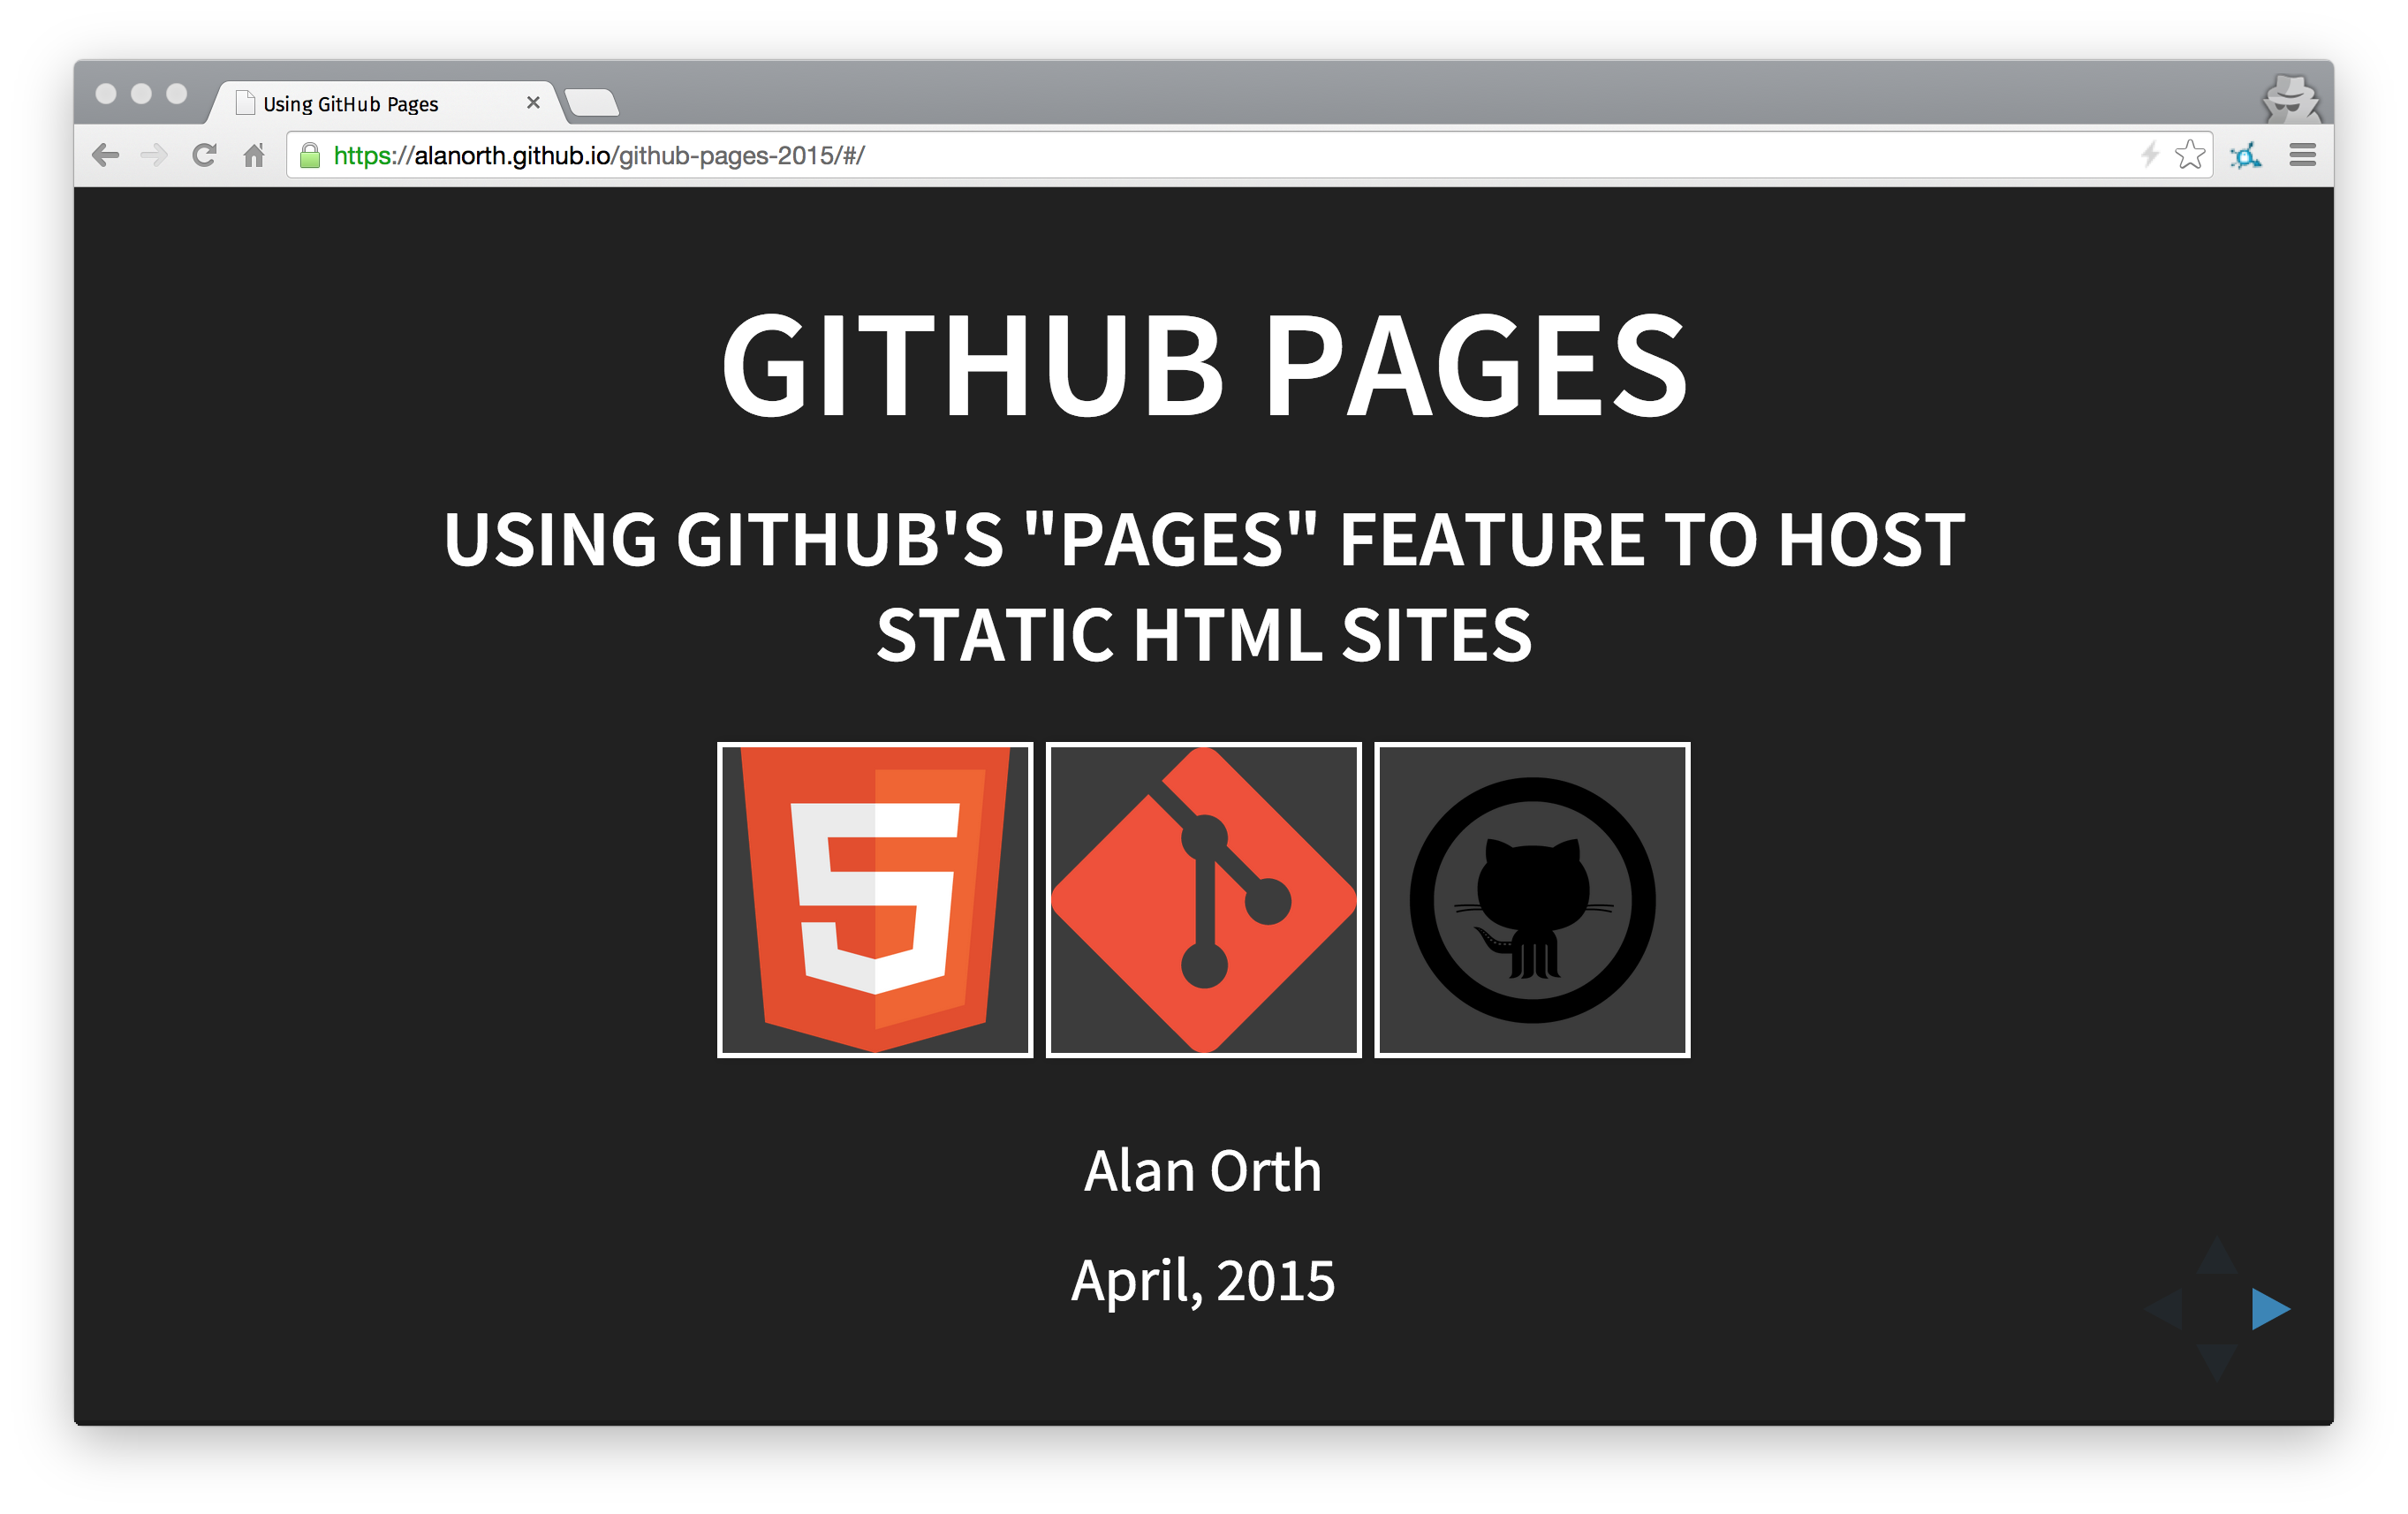 Using GitHub Pages
https://alanorth.github.io/github-pages-2015/#/
GITHUB PAGES
USING GITHUB'S "PAGES" FEATURE TO HOST
STATIC HTML SITES
5
Alan Orth
April, 2015